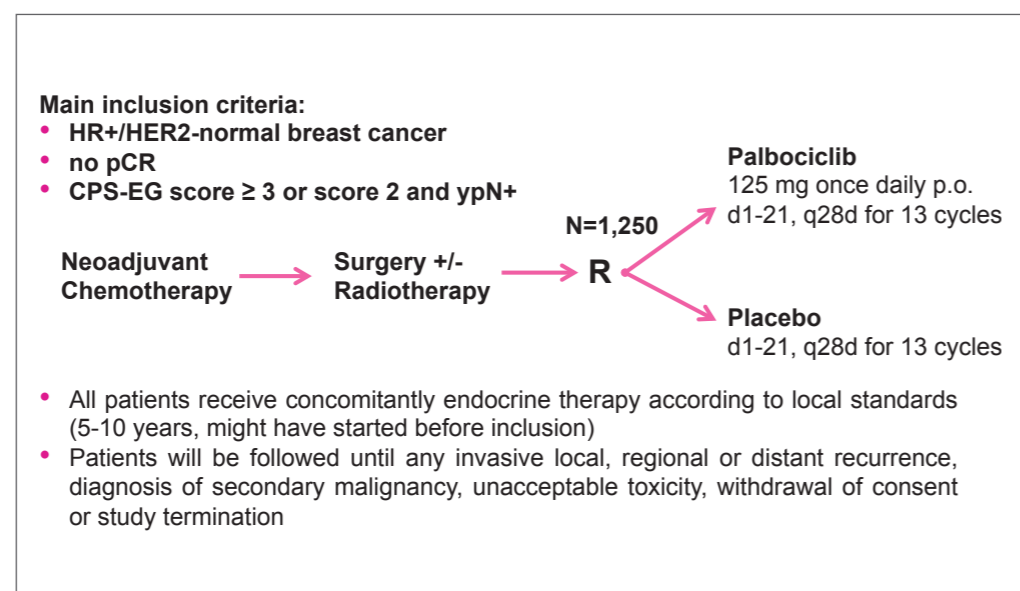 Main inclusion criteria:
• HR+/HER2-normal breast cancer
• no pCR
• CPS-EG score ≥ 3 or score 2 and ypN+
Neoadjuvant
Chemotherapy
Surgery +/-
Radiotherapy
N=1,250
R
Palbociclib
125 mg once daily p.o.
d1-21, q28d for 13 cycles
Placebo
d1-21, q28d for 13 cycles
• All patients receive concomitantly endocrine therapy according to local standards
(5-10 years, might have started before inclusion)
• Patients will be followed until any invasive local, regional or distant recurrence,
diagnosis of secondary malignancy, unacceptable toxicity, withdrawal of consent
or study termination